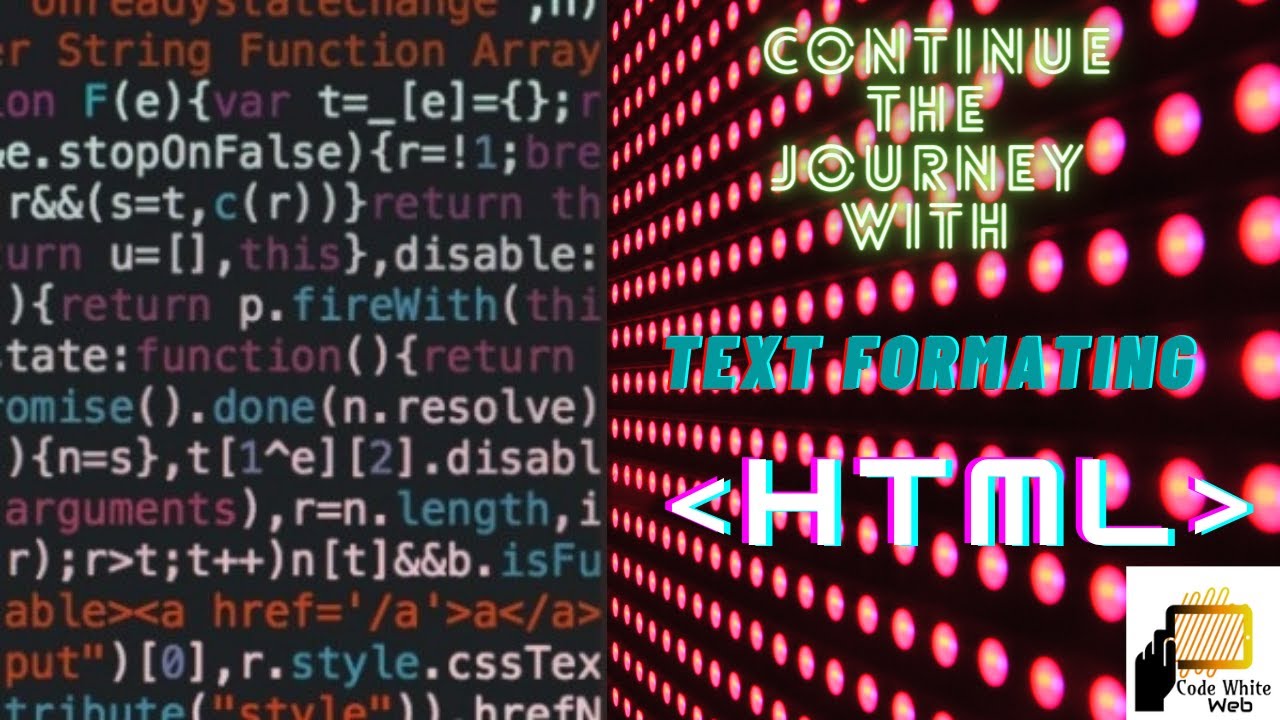 onreadystatechange",n)
er String Function Array
ion F(e){var t=_[e]={};r
&e.stopOnFalse){r=!1;bre
r&&(s=t,c(r))}return th
turn u=[],this},disable:
){return p.fireWith(thi
tate:function(){return
romise().done(n.resolve)
){n=s},t[1^e][2].disabl
arguments),r=n.length,i
r);r>t;t++)n[t]&&b.isFu
able><a href='/a'>a</a>
put")[0],r.style.cssTex
tribute("style")),hrefN
CONTINUE
THE
JOURNEY
WITH
TEXT FORMATING
<HTML>
Code White
Web